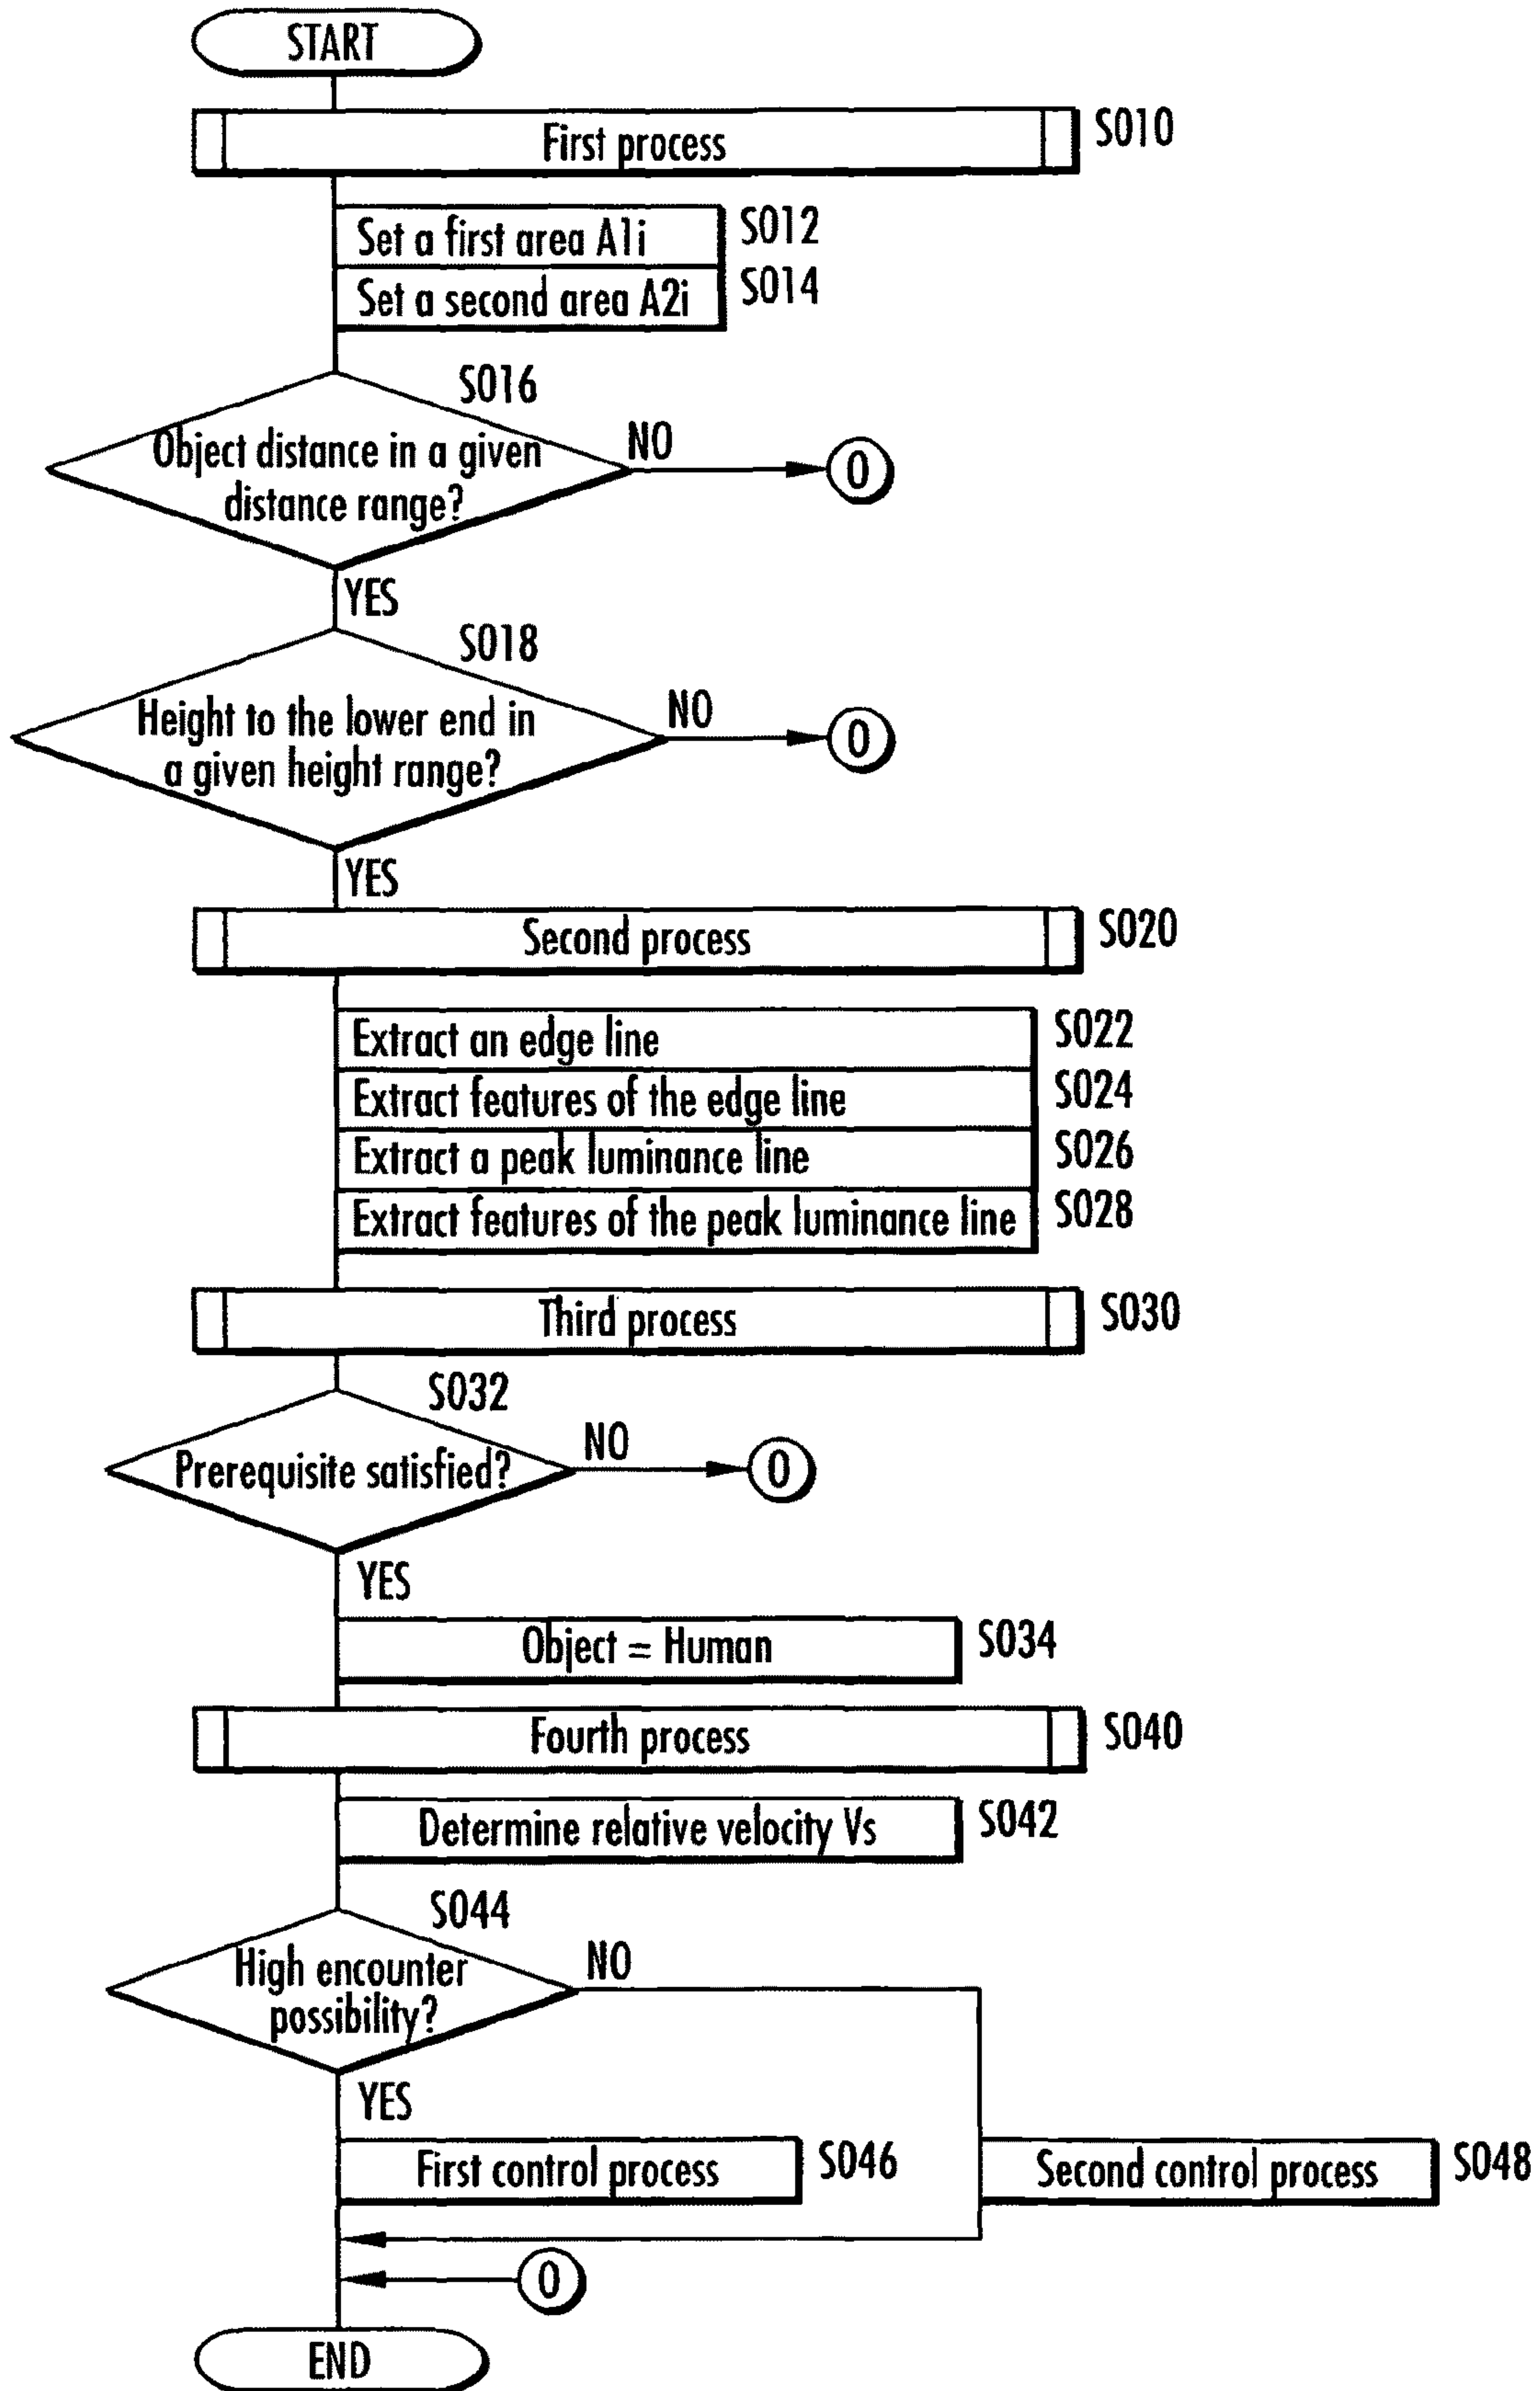 START
First process
S010
Set a first area A1i
S012
Set a second area A2i
S014
S016
Object distance in a given
distance range?
NO
0
YES
S018
Height to the lower end in
a given height range?
NO
0
YES
Second process
S020
Extract an edge line
S022
Extract features of the edge line
S024
Extract a peak luminance line
S026
Extract features of the peak luminance line
S028
Third process
S030
S032
Prerequisite satisfied?
NO
0
YES
Object = Human
S034
Fourth process
S040
Determine relative velocity Vs
S042
S044
High encounter
possibility?
NO
YES
First control process
S046
Second control process
S048
0
END